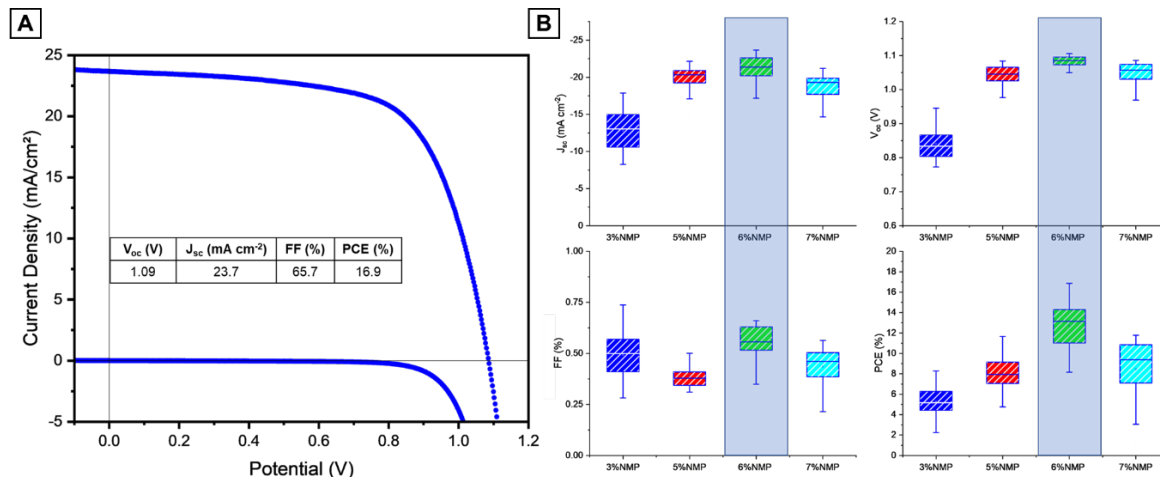 A
Current Density (mA/cm²)
25
20
15
10
5
0
-5
V_oc (V) J_sc (mA cm⁻²) FF (%) PCE (%)
1.09 23.7 65.7 16.9
0.0 0.2 0.4 0.6 0.8 1.0 1.2
Potential (V)
B
J_sc (mA cm⁻²)
-25
-20
-15
-10
-5
0
3%NMP 5%NMP 6%NMP 7%NMP
V_oc (V)
1.1
1.0
0.9
0.8
0.7
0.6
3%NMP 5%NMP 6%NMP 7%NMP
FF (%)
1.00
0.75
0.50
0.25
0.00
3%NMP 5%NMP 6%NMP 7%NMP
PCE (%)
20
18
16
14
12
10
8
6
4
2
0
3%NMP 5%NMP 6%NMP 7%NMP